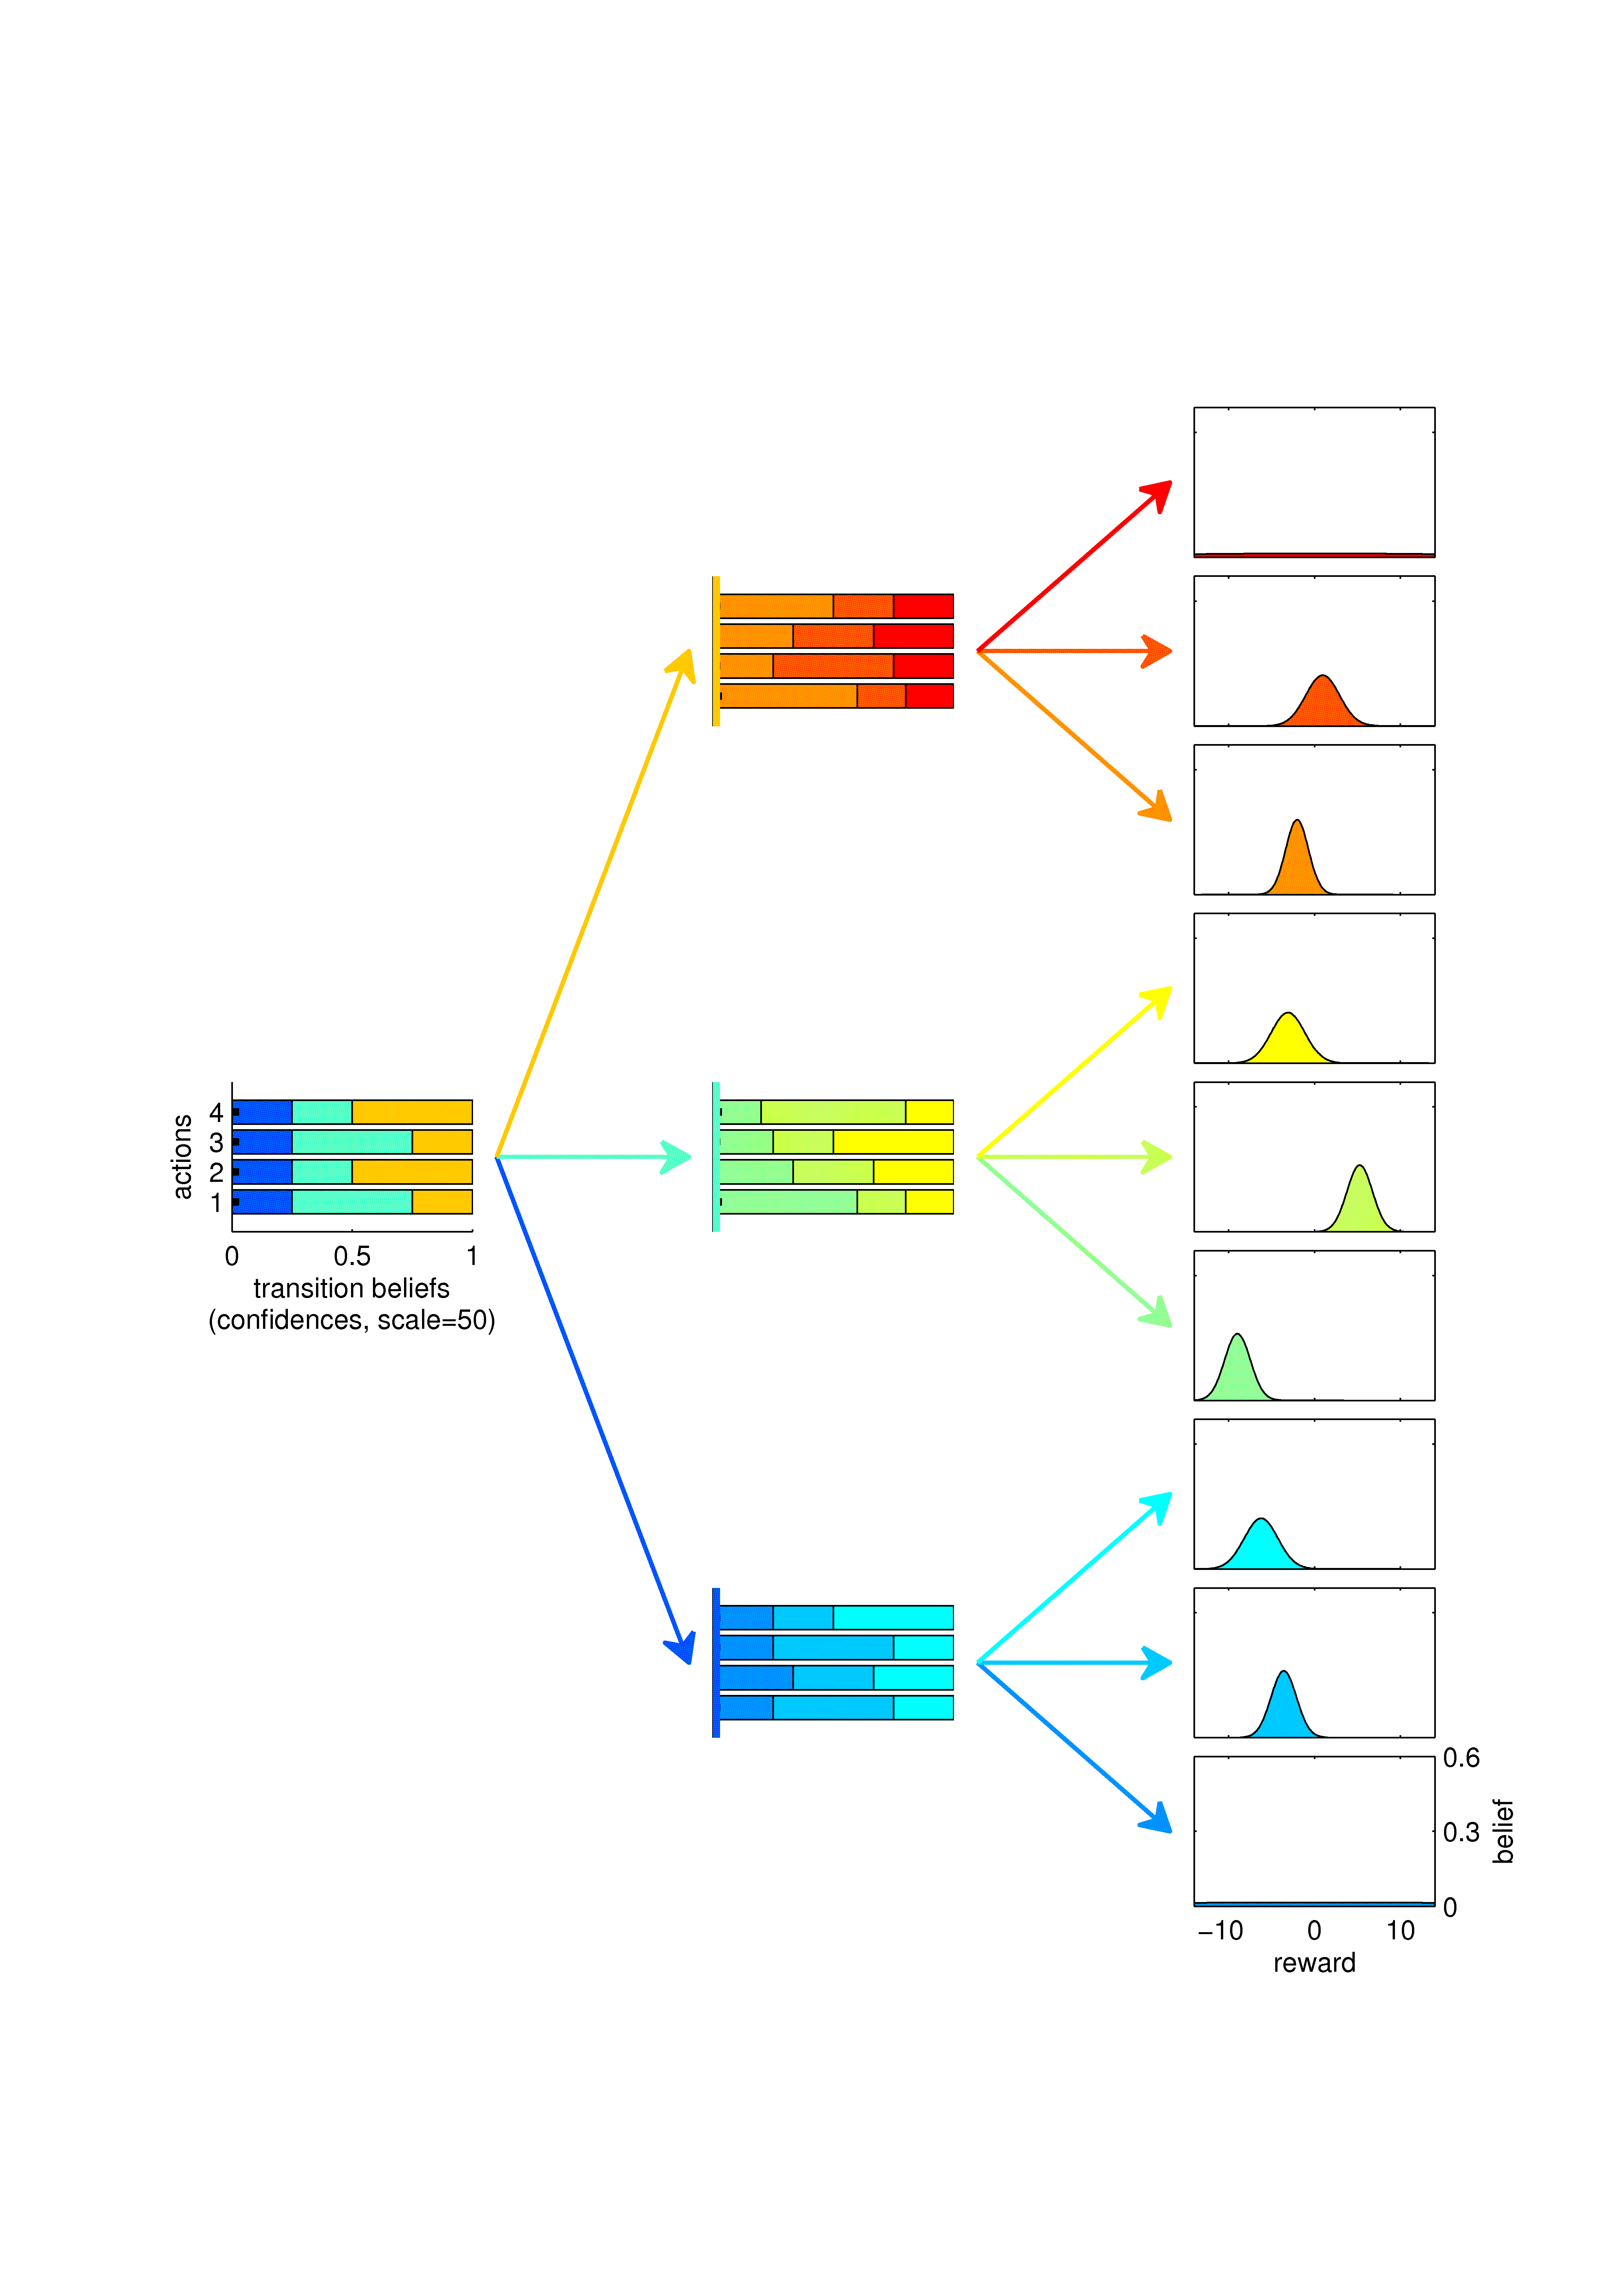 actions
4
3
2
1
0 0.5 1
transition beliefs
(confidences, scale=50)
0.6
0.3
0
belief
−10 0 10
reward